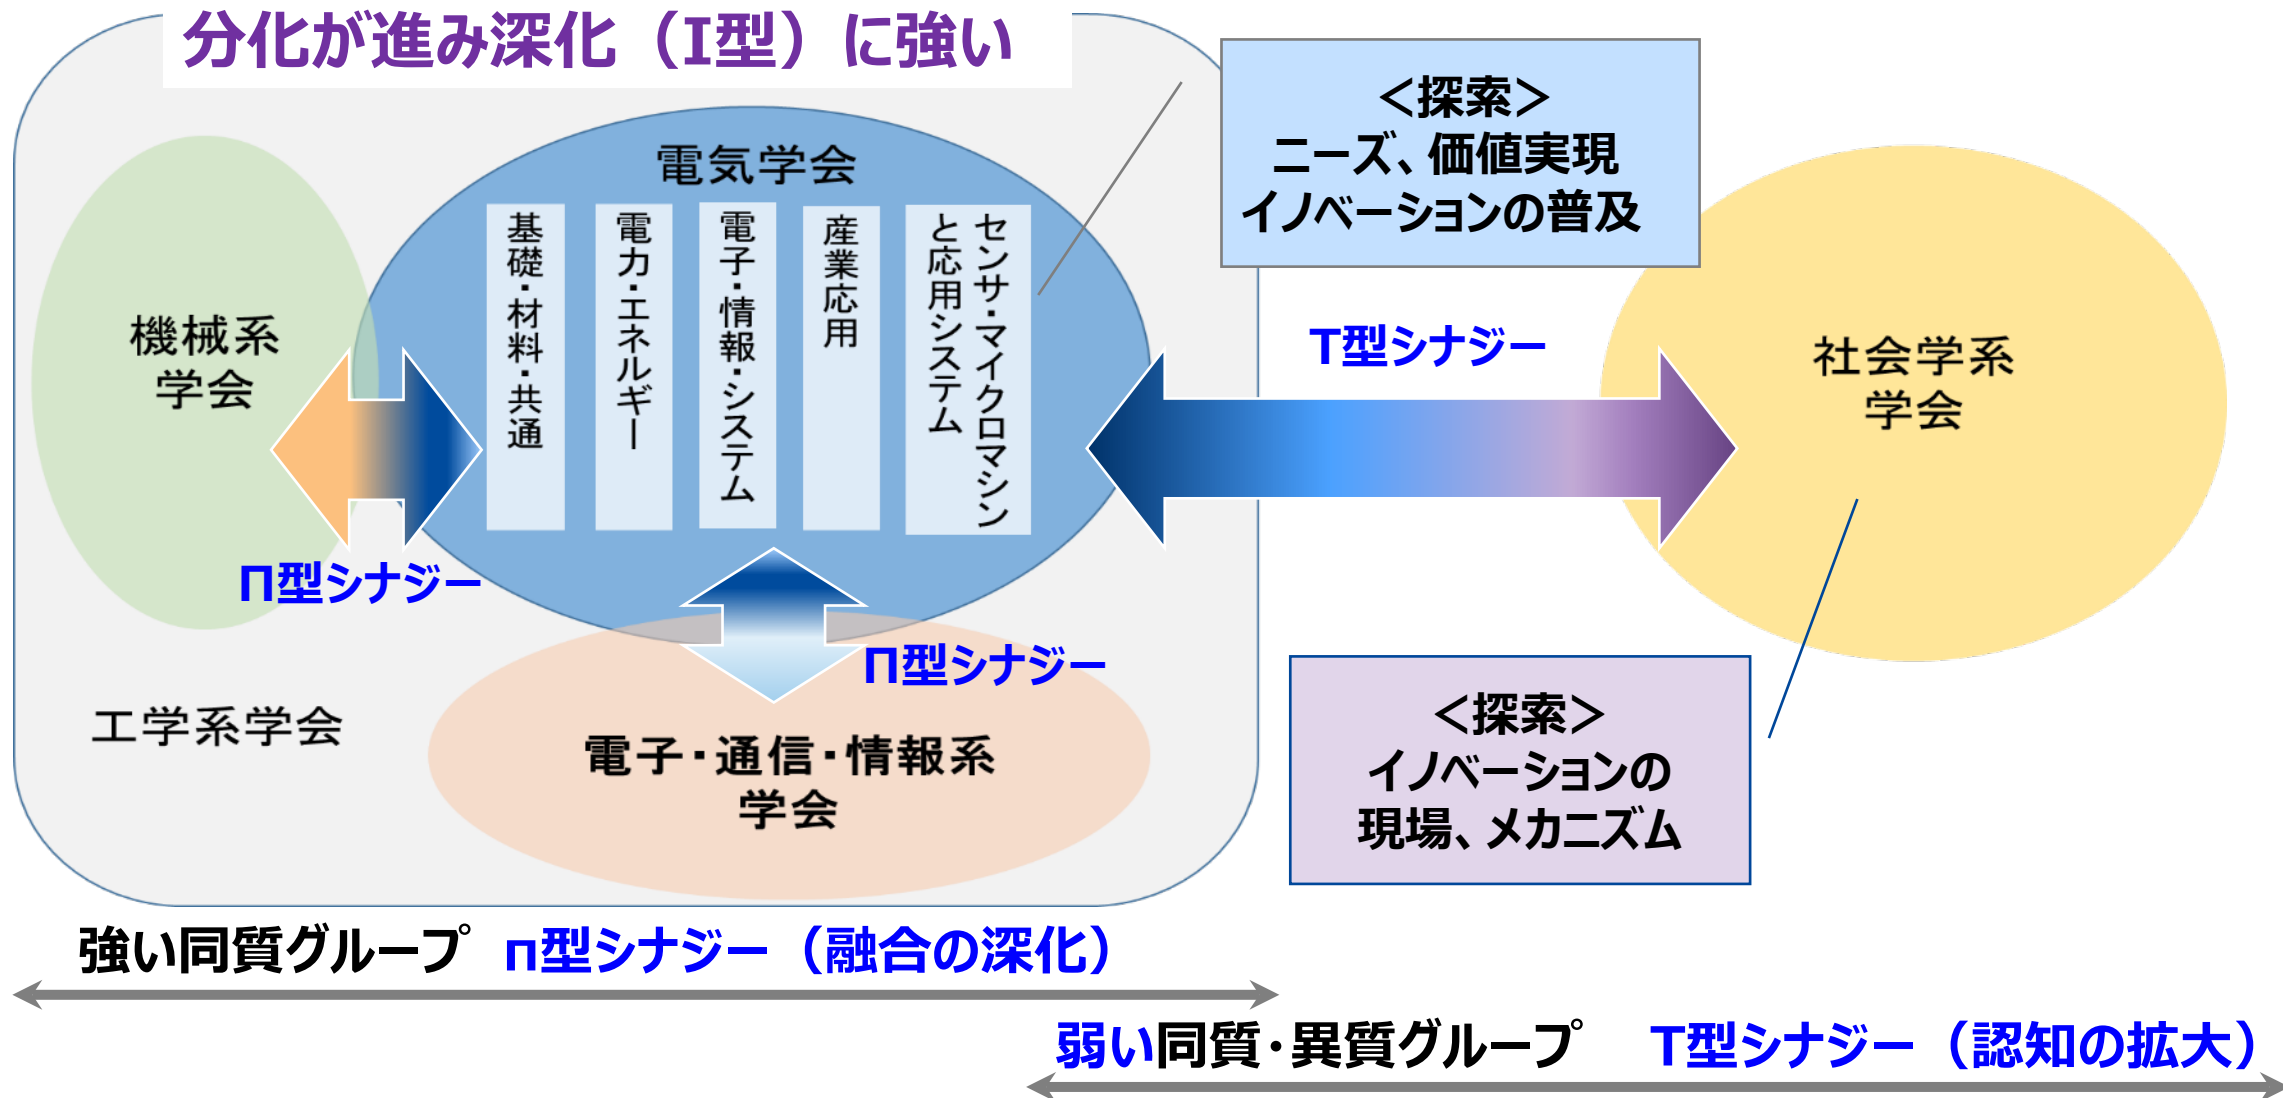 分化が進み深化（I型）に強い
＜探索＞
ニーズ、価値実現
イノベーションの普及
電気学会
基礎・材料・共通
電力・エネルギー
電子・情報・システム
産業応用
センサ・マイクロマシン
と応用システム
機械系
学会
T型シナジー
社会学系
学会
Π型シナジー
Π型シナジー
工学系学会
電子・通信・情報系
学会
＜探索＞
イノベーションの
現場、メカニズム
強い同質グループ π型シナジー（融合の深化）
弱い同質・異質グループ T型シナジー（認知の拡大）